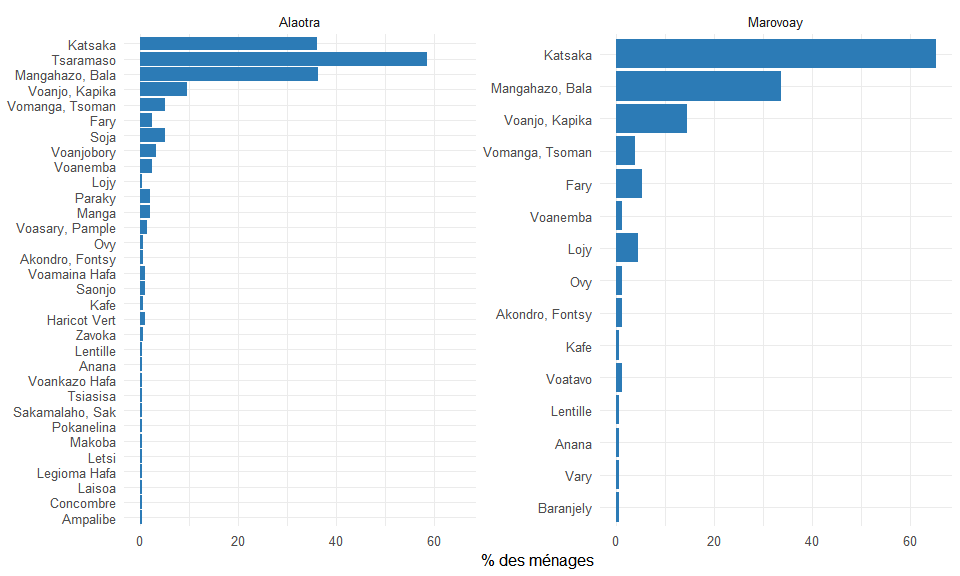 Alaotra
Katsaka
Tsaramaso
Mangahazo, Bala
Voanjo, Kapika
Vomanga, Tsoman
Fary
Soja
Voanjobory
Voanemba
Lojy
Paraky
Manga
Voasary, Pample
Ovy
Akondro, Fontsy
Voamaina Hafa
Saonjo
Kafe
Haricot Vert
Zavoka
Lentille
Anana
Voankazo Hafa
Tsiasisa
Sakamalaho, Sak
Pokanelina
Makoba
Letsi
Legioma Hafa
Laisoa
Concombre
Ampalibe
0 20 40 60
Marovoay
Katsaka
Mangahazo, Bala
Voanjo, Kapika
Vomanga, Tsoman
Fary
Voanemba
Lojy
Ovy
Akondro, Fontsy
Kafe
Voatavo
Lentille
Anana
Vary
Baranjely
0 20 40 60
% des ménages